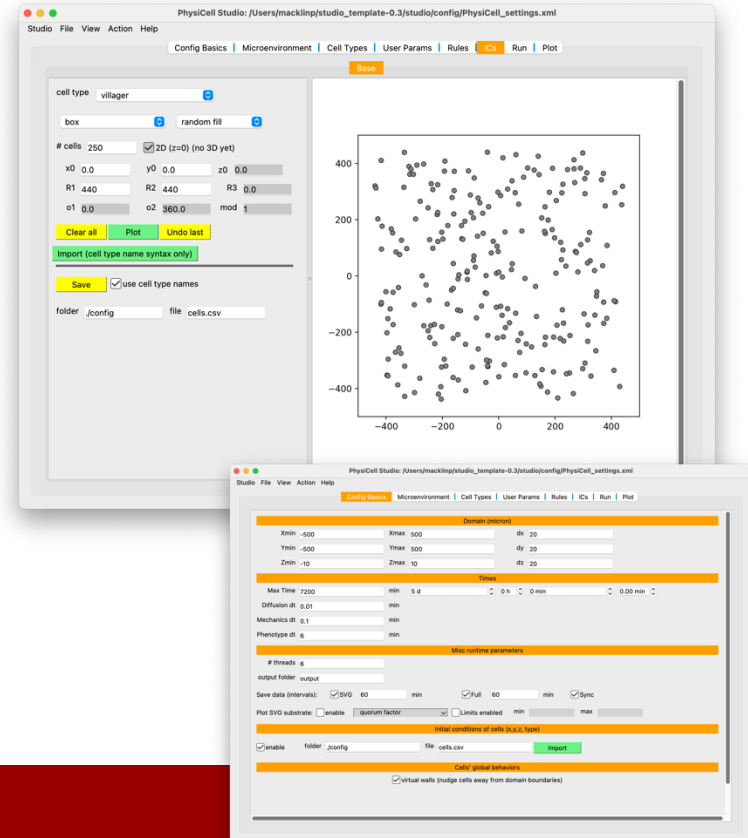 PhysiCell Studio: /Users/macklinp/studio_template-0.3/studio/config/PhysiCell_settings.xml
Studio File View Action Help
Config Basics Microenvironment Cell Types User Params Rules ICs Run Plot
Base
cell type villager
box random fill
# cells 250 2D (z=0) (no 3D yet)
x0 0.0 y0 0.0 z0 0.0
R1 440 R2 440 R3 0.0
o1 0.0 o2 360.0 mod 1
Clear all Plot Undo last
Import (cell type name syntax only)
Save use cell type names
folder ./config file cells.csv
400
200
0
−200
−400
−400 −200 0 200 400
PhysiCell Studio: /Users/macklinp/studio_template-0.3/studio/config/PhysiCell_settings.xml
Studio File View Action Help
Config Basics Microenvironment Cell Types User Params Rules ICs Run Plot
Domain (micron)
Xmin -500 Xmax 500 dx 20
Ymin -500 Ymax 500 dy 20
Zmin -10 Zmax 10 dz 20
Times
Max Time 7200 min 5 d 0 h 0 min 0.00 min
Diffusion dt 0.01 min
Mechanics dt 0.1 min
Phenotype dt 6 min
Misc runtime parameters
# threads 6
output folder output
Save data (intervals): SVG 60 min Full 60 min Sync
Plot SVG substrate: enable quorum factor Limits enabled min max
Initial conditions of cells (x,y,z, type)
enable folder ./config file cells.csv Import
Cells' global behaviors
virtual walls (nudge cells away from domain boundaries)